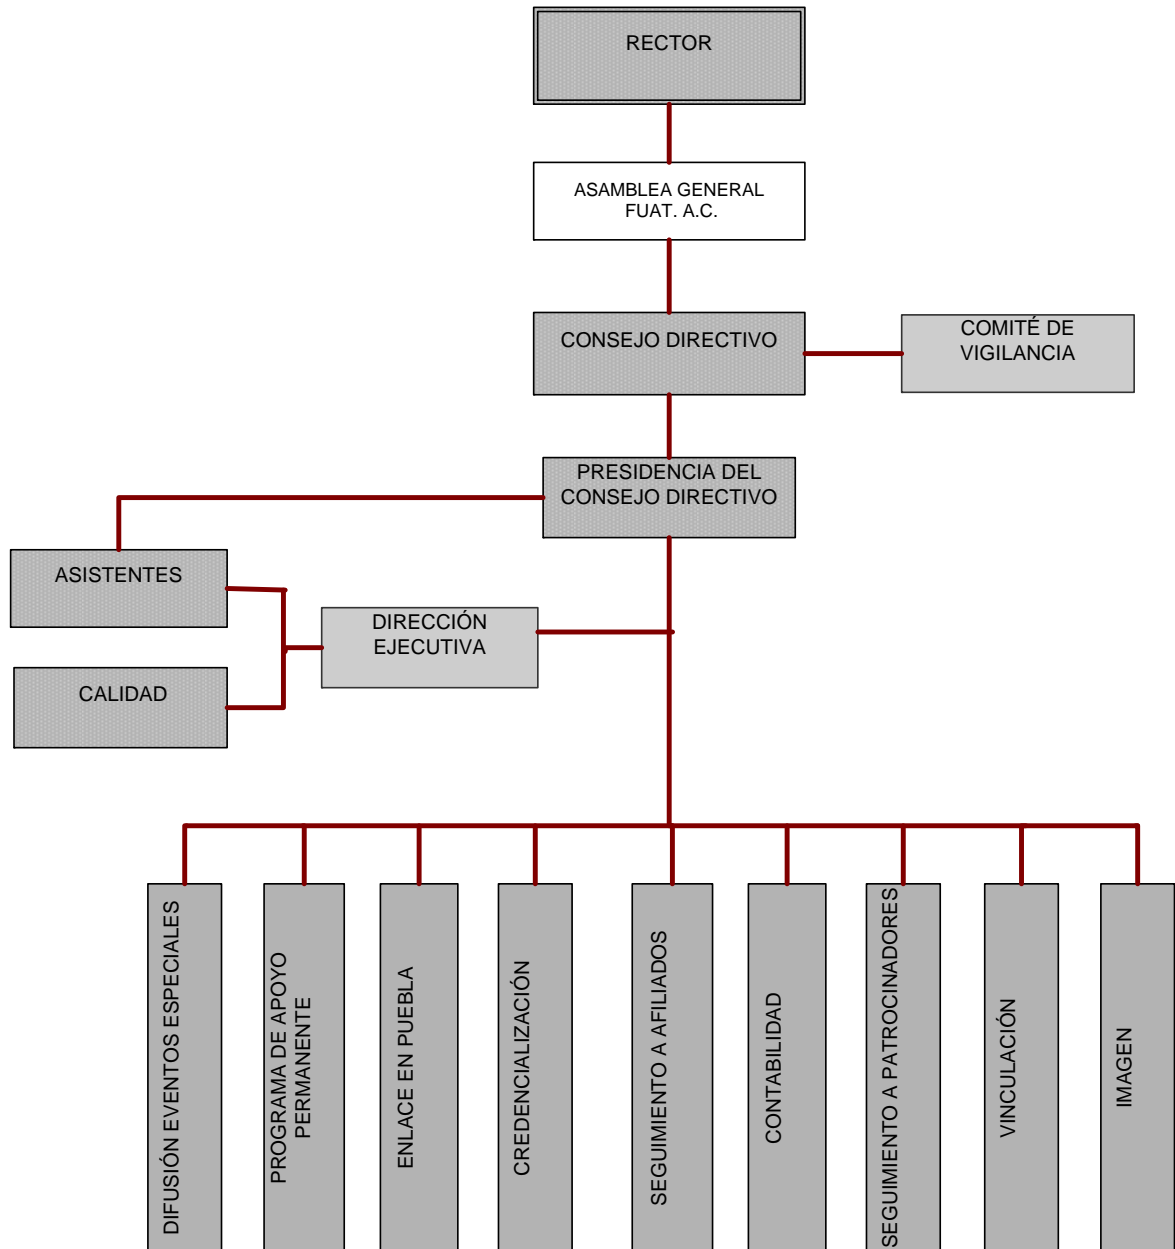 RECTOR
ASAMBLEA GENERAL
FUAT. A.C.
CONSEJO DIRECTIVO
COMITÉ DE
VIGILANCIA
PRESIDENCIA DEL
CONSEJO DIRECTIVO
ASISTENTES
DIRECCIÓN
EJECUTIVA
CALIDAD
DIFUSIÓN EVENTOS ESPECIALES
PROGRAMA DE APOYO
PERMANENTE
ENLACE EN PUEBLA
CREDENCIALIZACIÓN
SEGUIMIENTO A AFILIADOS
CONTABILIDAD
SEGUIMIENTO A PATROCINADORES
VINCULACIÓN
IMAGEN